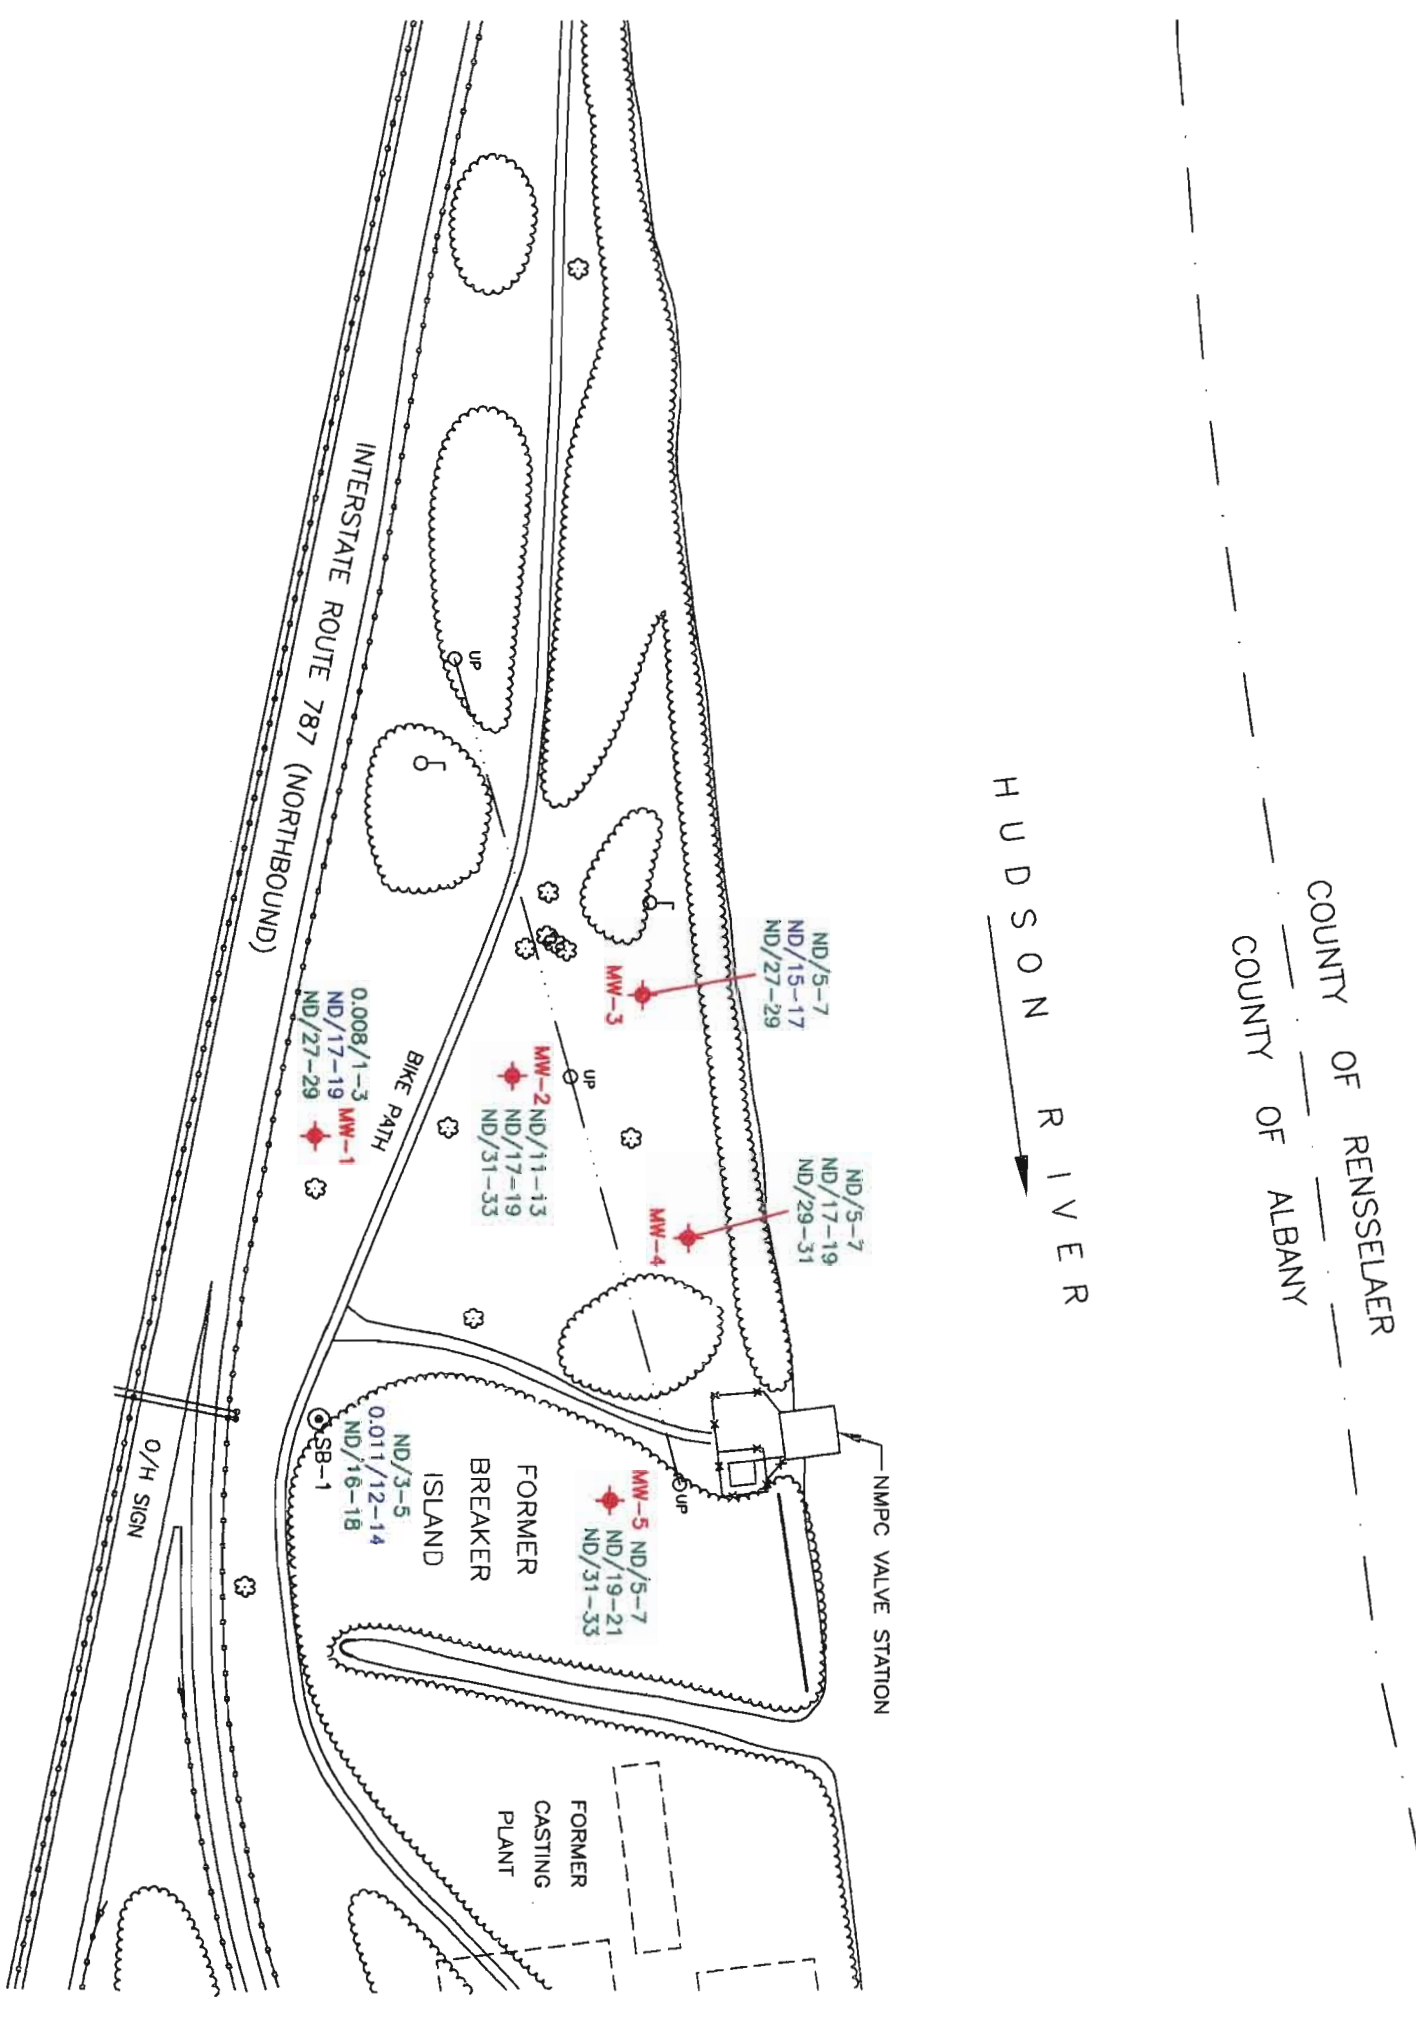 COUNTY OF RENSSELAER
COUNTY OF ALBANY
HUDSON RIVER
NMPC VALVE STATION
ND/5-7
ND/15-17
ND/27-29
MW-3
ND/5-7
ND/17-19
ND/29-31
MW-4
UP
UP
MW-2
ND/11-13
ND/17-19
ND/31-33
UP
MW-5
ND/5-7
ND/19-21
ND/31-33
FORMER
BREAKER
ISLAND
FORMER
CASTING
PLANT
BIKE PATH
INTERSTATE ROUTE 787 (NORTHBOUND)
0.008/1-3
ND/17-19
ND/27-29
MW-1
ND/3-5
0.011/12-14
ND/16-18
SB-1
O/H SIGN